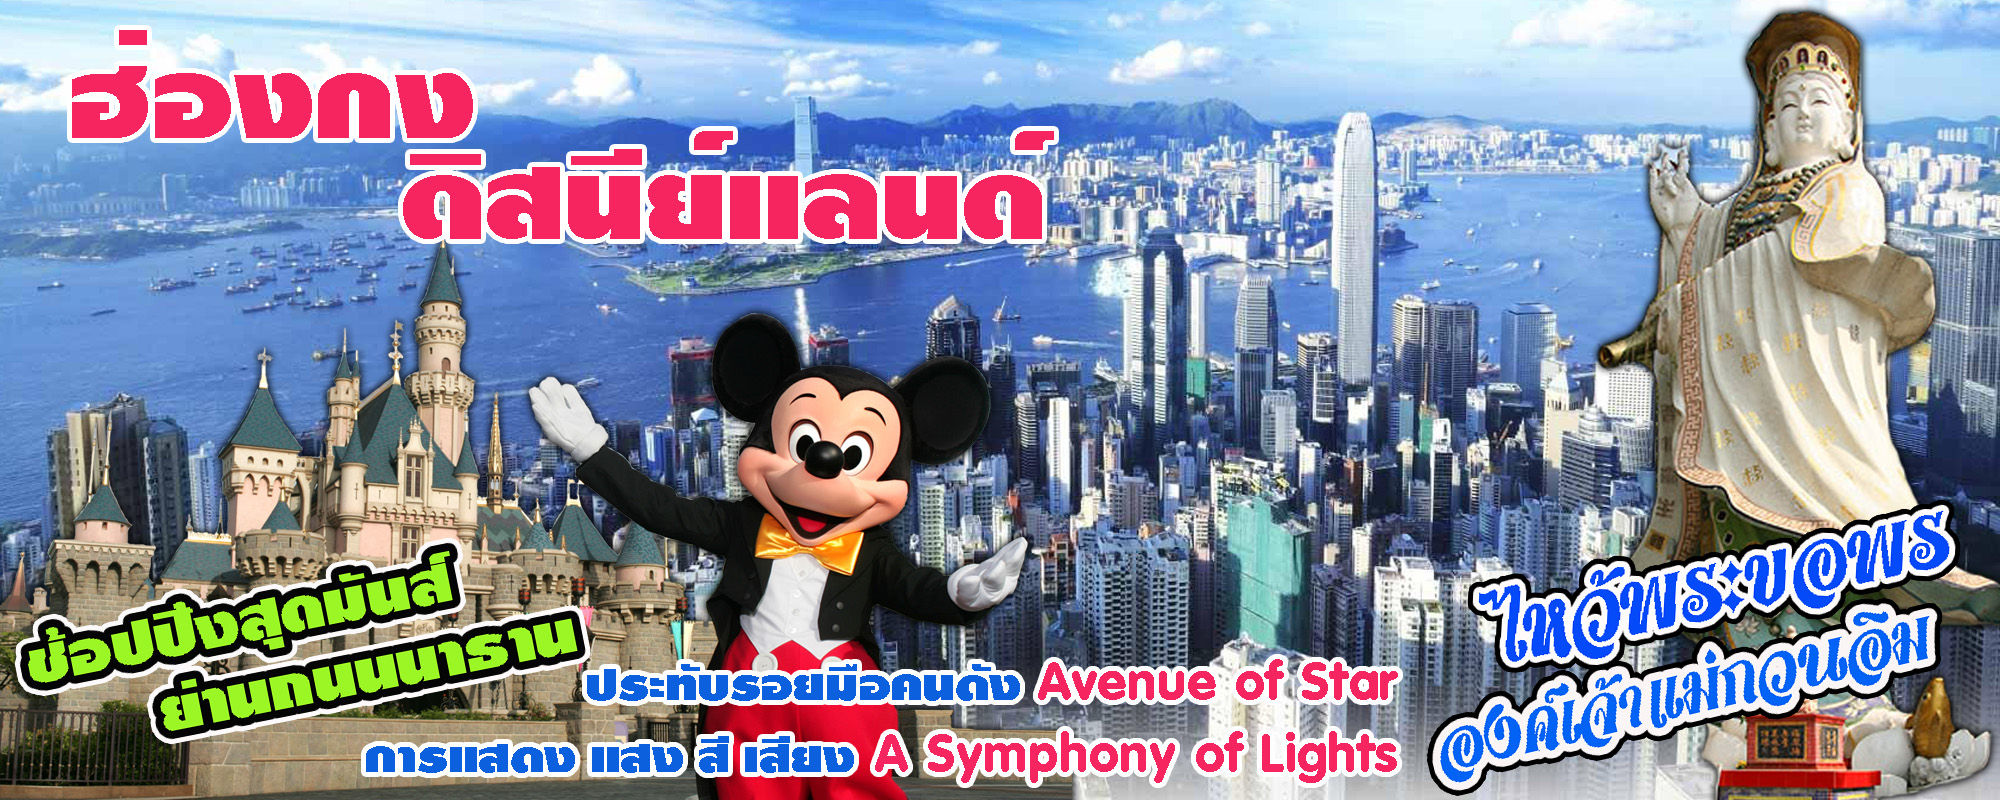 ฮ่องกง
ดิสนีย์แลนด์
ช้อปปิ้งสุดมันส์
ย่านถนนนาธาน
ประทับรอยมือคนดัง Avenue of Star
การแสดง แสง สี เสียง A Symphony of Lights
ไหว้พระขอพร
องค์เจ้าแม่กวนอิม